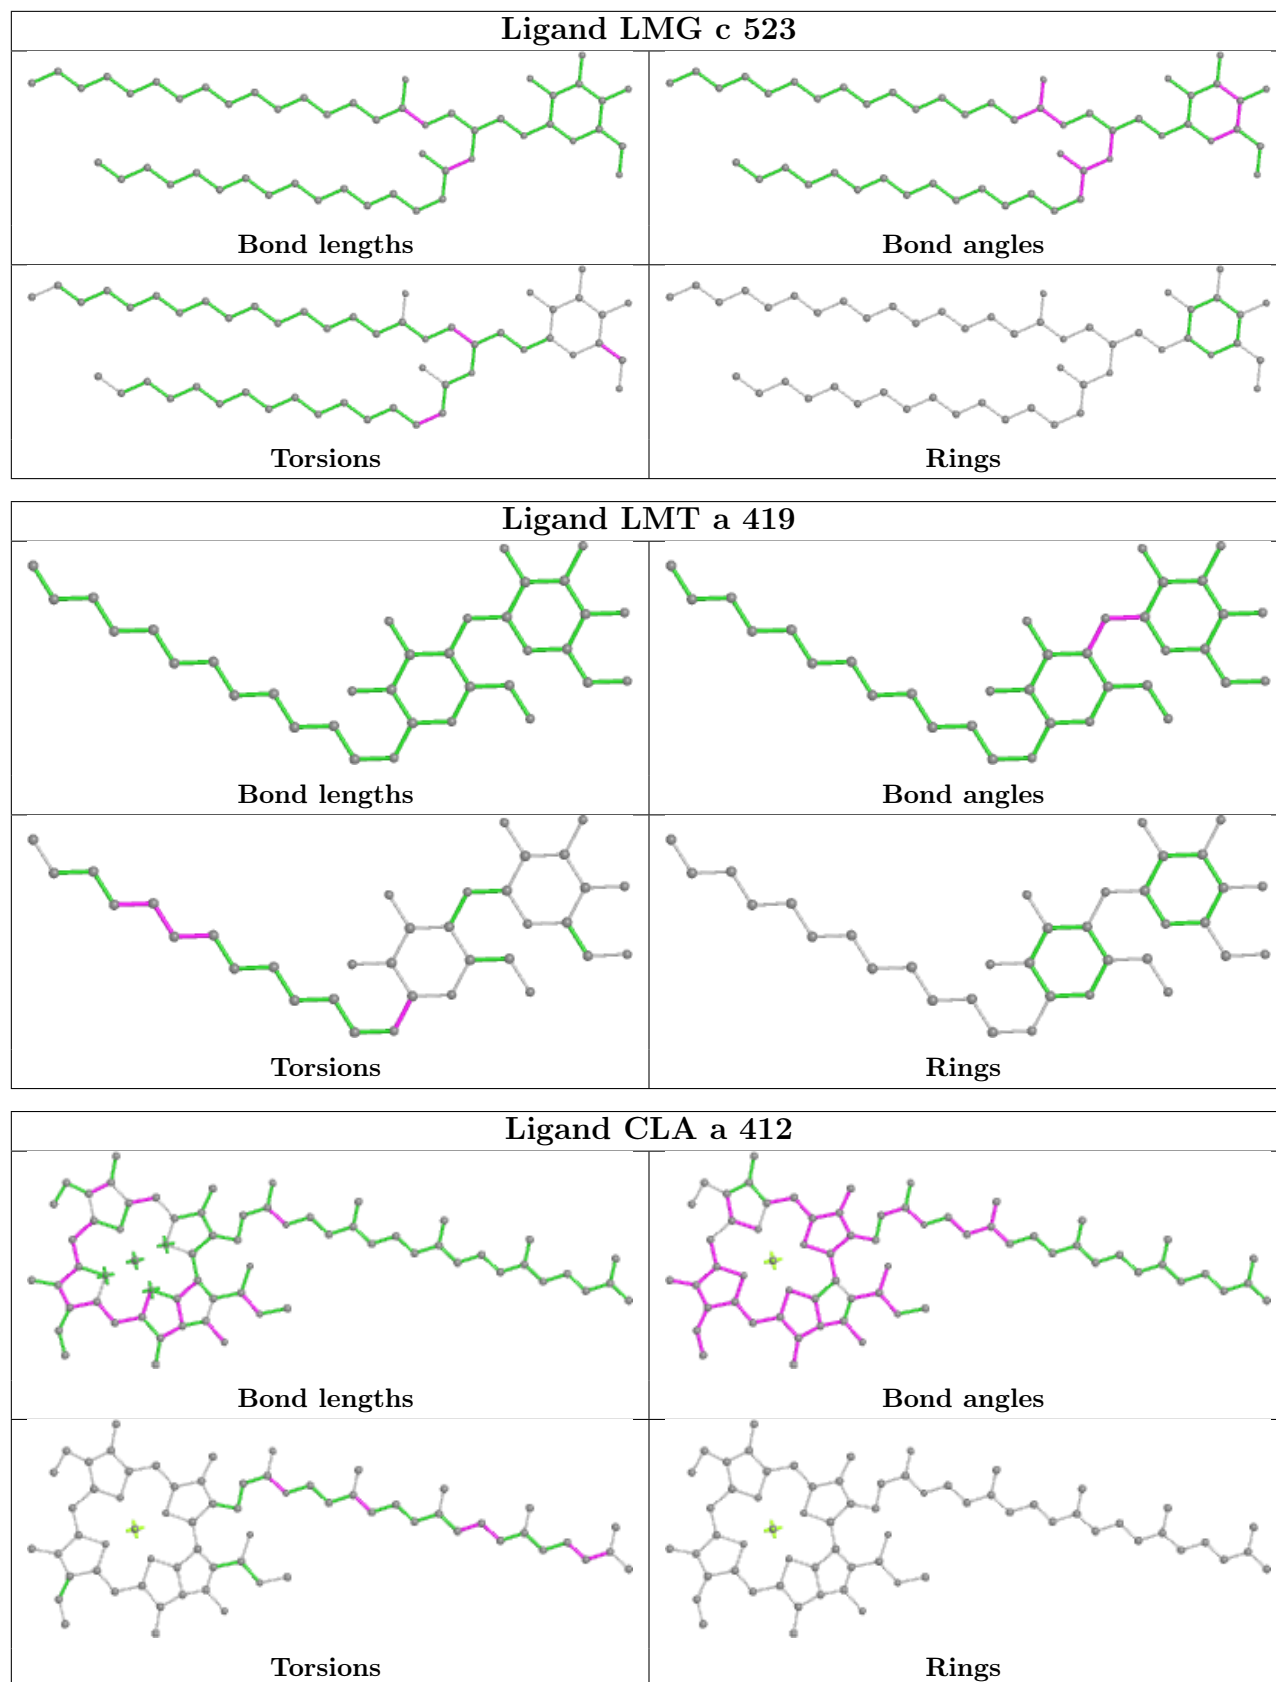 Ligand LMG c 523
Bond lengths
Bond angles
Torsions
Rings
Ligand LMT a 419
Bond lengths
Bond angles
Torsions
Rings
Ligand CLA a 412
Bond lengths
Bond angles
Torsions
Rings